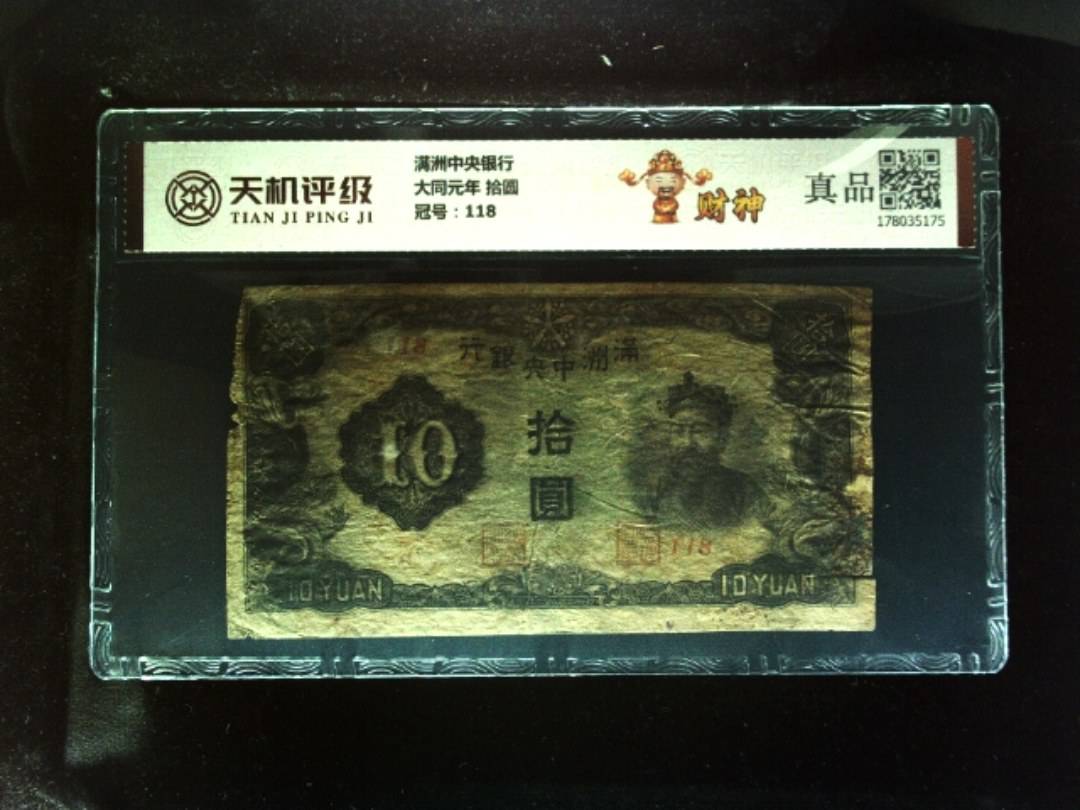 天机评级
TIAN JI PING JI
满洲中央银行
大同元年 拾圆
冠号：118
财神
真品
178035175
118
行銀央中洲滿
10
拾
圓
118
10 YUAN
10 YUAN